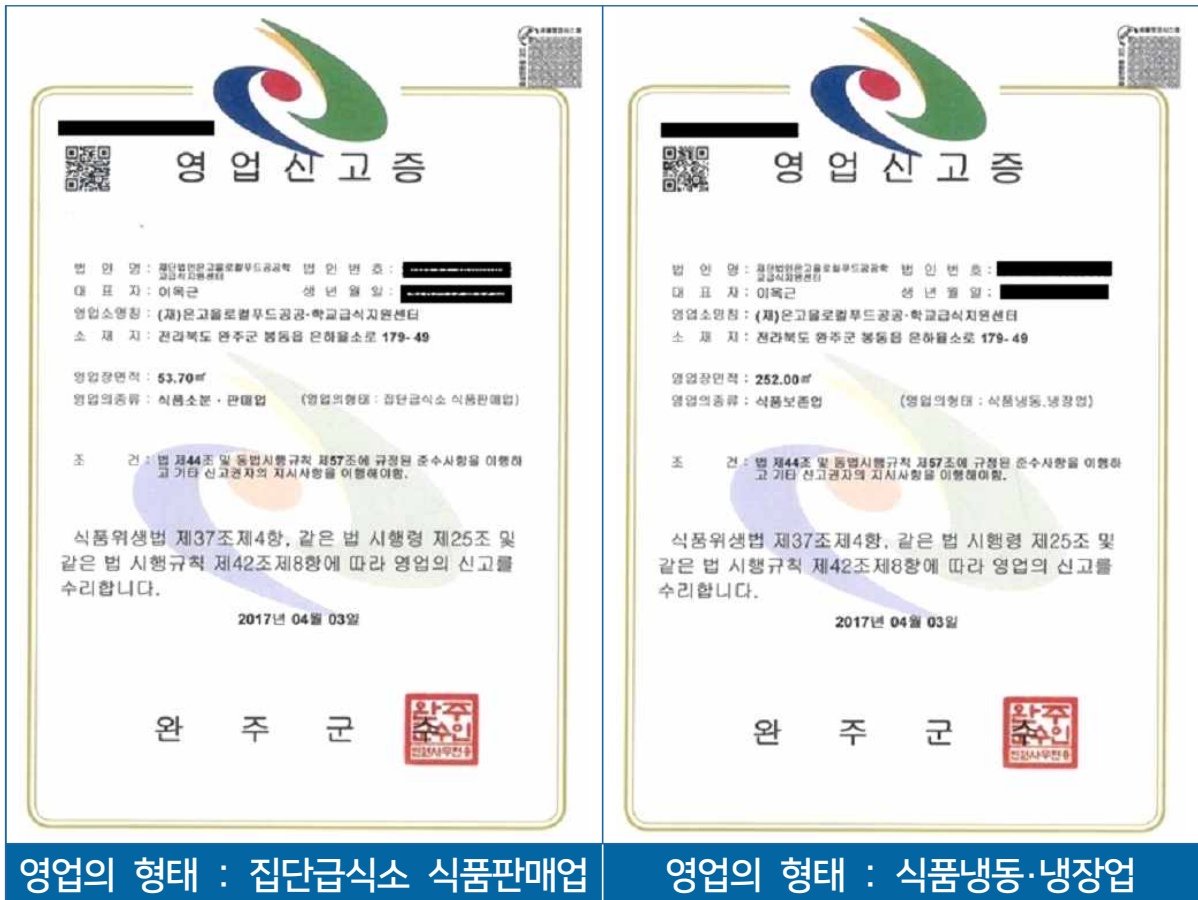 영업신고증
법 인 명 : 재단법인온고을로컬푸드공공학교급식지원센터 법 인 번 호 :
대 표 자 : 이옥근 생 년 월 일 :
영업소명칭 : (재)온고을로컬푸드공공·학교급식지원센터
소 재 지 : 전라북도 완주군 봉동읍 은하율소로 179- 49
영업장면적 : 53.70㎡
영업의종류 : 식품소분 · 판매업 (영업의형태 : 집단급식소 식품판매업)
조 건 : 법 제44조 및 동법시행규칙 제57조에 규정된 준수사항을 이행하
고 기타 신고권자의 지시사항을 이행해야함.
식품위생법 제37조제4항, 같은 법 시행령 제25조 및
같은 법 시행규칙 제42조제8항에 따라 영업의 신고를
수리합니다.
2017년 04월 03일
완 주 군 수
영업의 형태 : 집단급식소 식품판매업
영업신고증
법 인 명 : 재단법인온고을로컬푸드공공학교급식지원센터 법 인 번 호 :
대 표 자 : 이옥근 생 년 월 일 :
영업소명칭 : (재)온고을로컬푸드공공·학교급식지원센터
소 재 지 : 전라북도 완주군 봉동읍 은하율소로 179- 49
영업장면적 : 252.00㎡
영업의종류 : 식품보존업 (영업의형태 : 식품냉동,냉장업)
조 건 : 법 제44조 및 동법시행규칙 제57조에 규정된 준수사항을 이행하
고 기타 신고권자의 지시사항을 이행해야함.
식품위생법 제37조제4항, 같은 법 시행령 제25조 및
같은 법 시행규칙 제42조제8항에 따라 영업의 신고를
수리합니다.
2017년 04월 03일
완 주 군 수
영업의 형태 : 식품냉동·냉장업